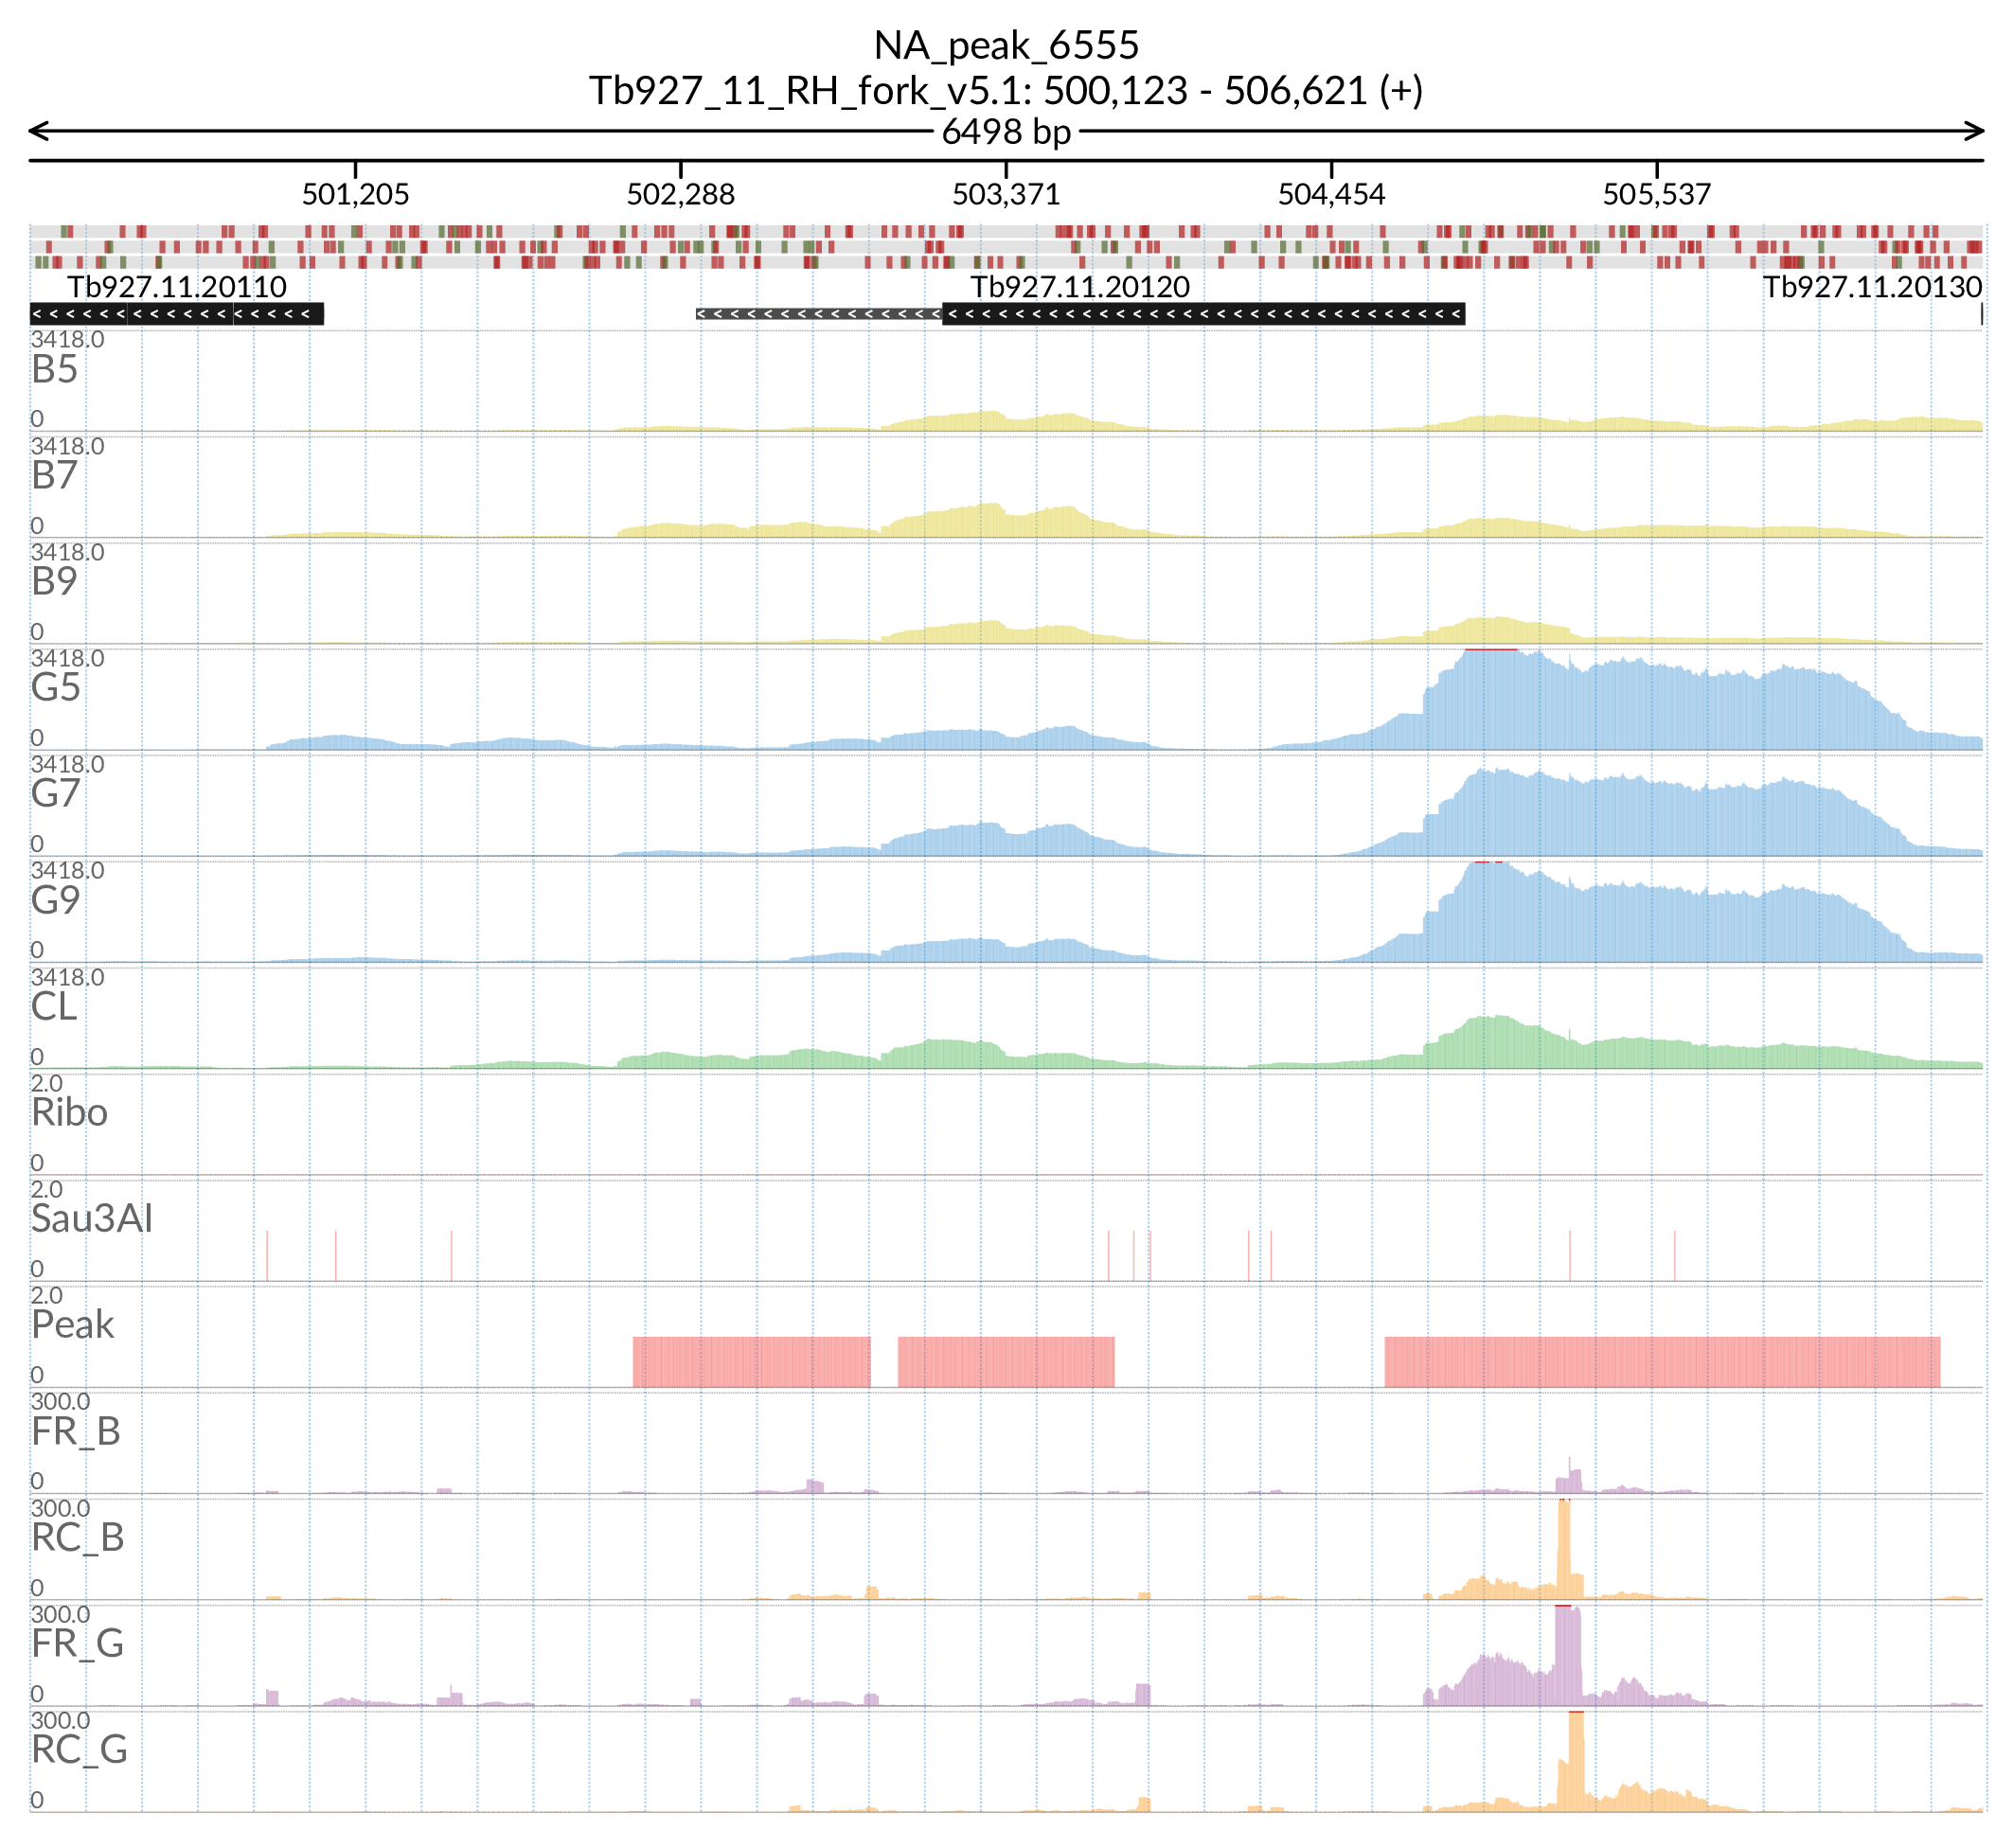 NA_peak_6555
Tb927_11_RH_fork_v5.1: 500,123 - 506,621 (+)
6498 bp
501,205 502,288 503,371 504,454 505,537
Tb927.11.20110 Tb927.11.20120 Tb927.11.20130
3418.0
B5
0
3418.0
B7
0
3418.0
B9
0
3418.0
G5
0
3418.0
G7
0
3418.0
G9
0
3418.0
CL
0
2.0
Ribo
0
2.0
Sau3AI
0
2.0
Peak
0
300.0
FR_B
0
300.0
RC_B
0
300.0
FR_G
0
300.0
RC_G
0